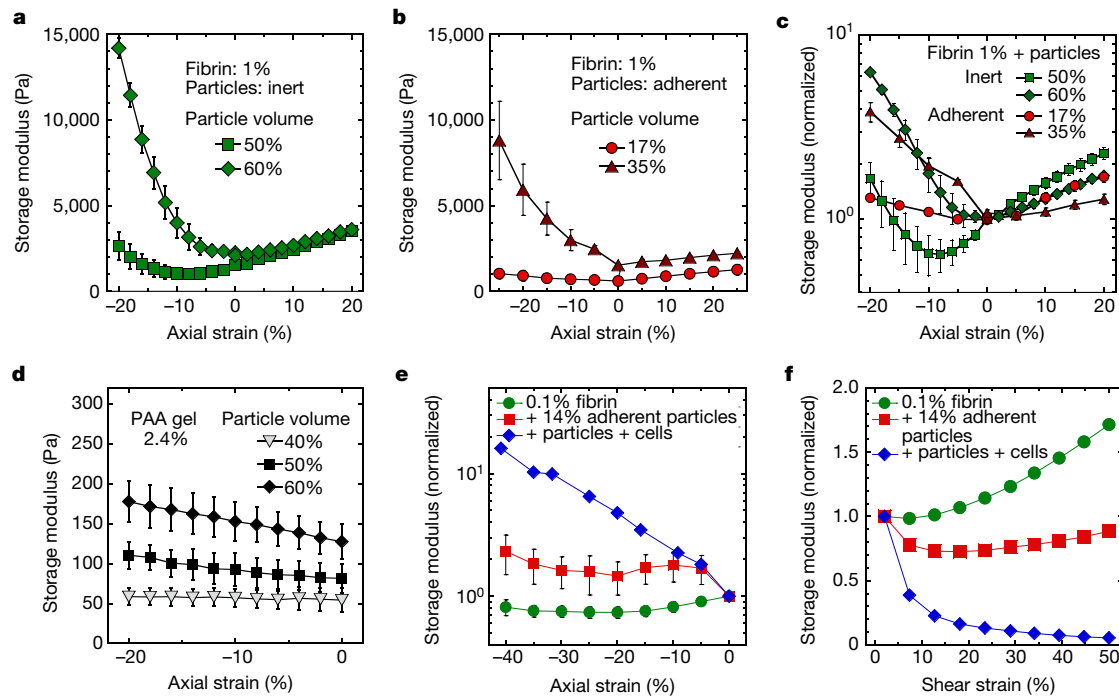 a
15,000
10,000
5,000
0
Storage modulus (Pa)
Fibrin: 1%
Particles: inert
Particle volume
50%
60%
−20
−10
0
10
20
Axial strain (%)
b
15,000
10,000
5,000
0
Storage modulus (Pa)
Fibrin: 1%
Particles: adherent
Particle volume
17%
35%
−20
−10
0
10
20
Axial strain (%)
c
10¹
10⁰
Storage modulus (normalized)
Fibrin 1% + particles
Inert
50%
60%
Adherent
17%
35%
−20
−10
0
10
20
Axial strain (%)
d
300
250
200
150
100
50
0
Storage modulus (Pa)
PAA gel
2.4%
Particle volume
40%
50%
60%
−20
−10
0
Axial strain (%)
e
10¹
10⁰
Storage modulus (normalized)
0.1% fibrin
+ 14% adherent particles
+ particles + cells
−40
−30
−20
−10
0
Axial strain (%)
f
2.0
1.5
1.0
0.5
0
Storage modulus (normalized)
0.1% fibrin
+ 14% adherent
particles
+ particles + cells
0
10
20
30
40
50
Shear strain (%)